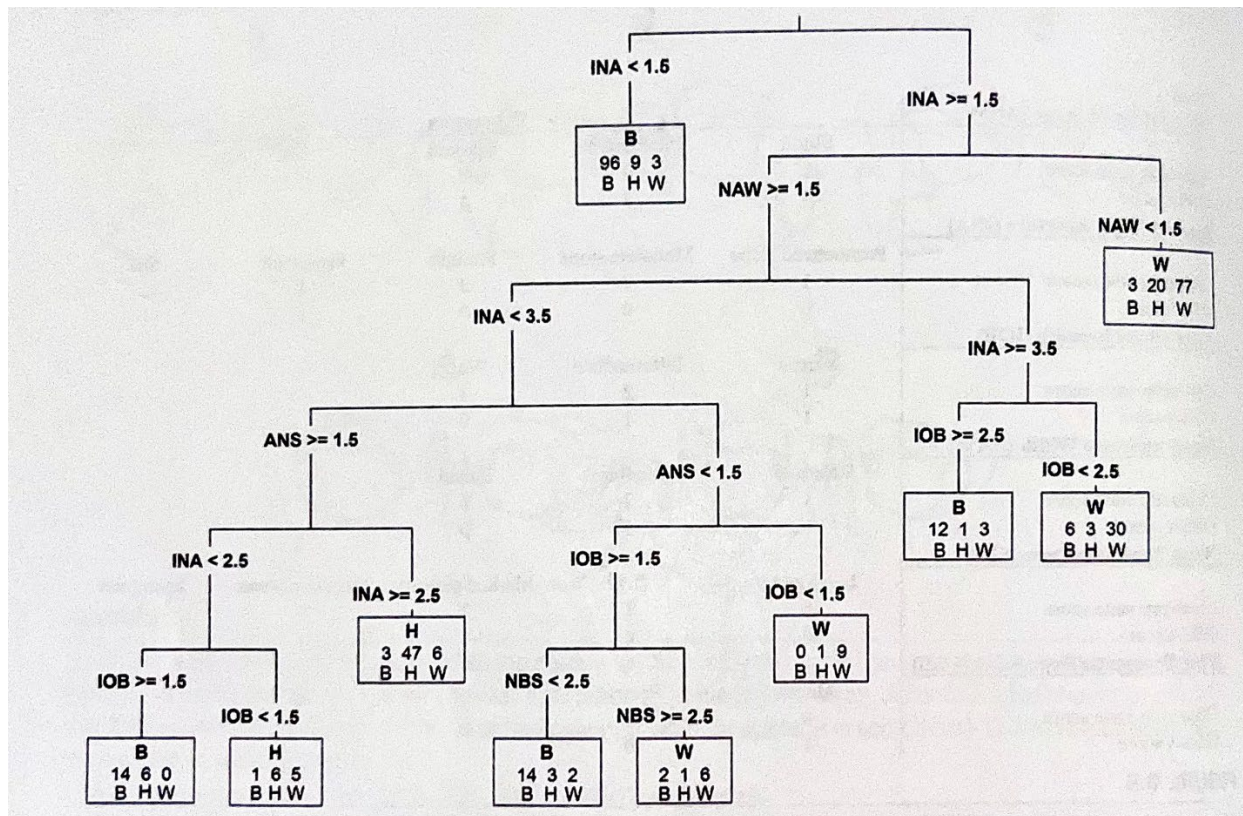 INA < 1.5
INA >= 1.5
B
96 9 3
B H W
NAW >= 1.5
NAW < 1.5
W
3 20 77
B H W
INA < 3.5
INA >= 3.5
ANS >= 1.5
ANS < 1.5
IOB >= 2.5
IOB < 2.5
B
12 1 3
B H W
W
6 3 30
B H W
INA < 2.5
INA >= 2.5
H
3 47 6
B H W
IOB >= 1.5
IOB < 1.5
W
0 1 9
B H W
IOB >= 1.5
IOB < 1.5
B
14 6 0
B H W
H
1 6 5
B H W
NBS < 2.5
NBS >= 2.5
B
14 3 2
B H W
W
2 1 6
B H W